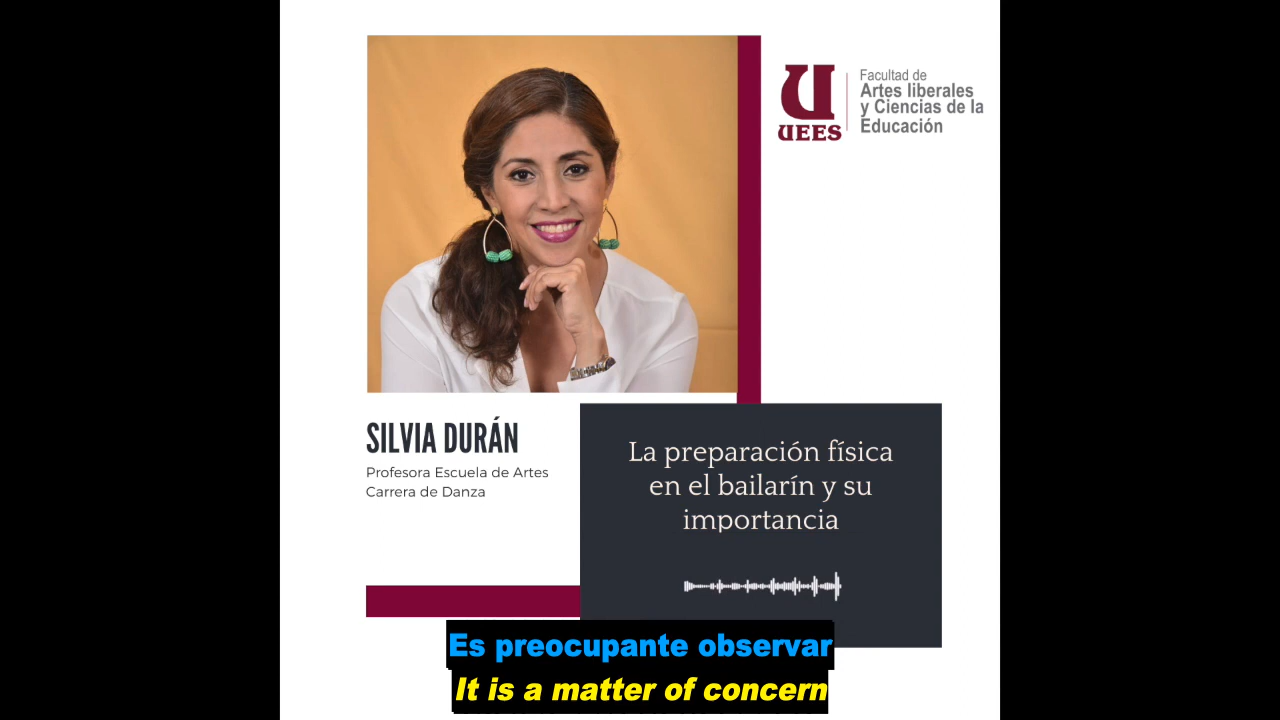 UEES
Facultad de
Artes liberales
y Ciencias de la
Educación
SILVIA DURÁN
Profesora Escuela de Artes
Carrera de Danza
La preparación física
en el bailarín y su
importancia
Es preocupante observar
It is a matter of concern